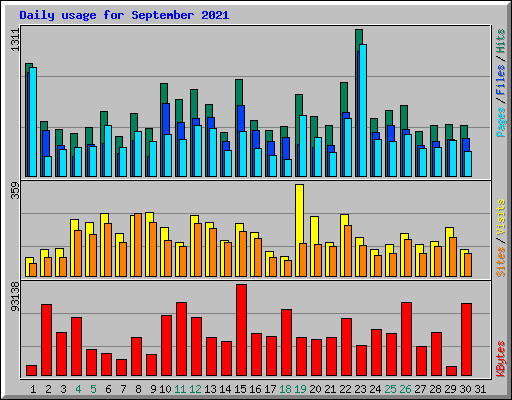 Daily usage for September 2021
1311
Pages / Files / Hits
399
Sites / Visits
93138
KBytes
1 2 3 4 5 6 7 8 9 10 11 12 13 14 15 16 17 18 19 20 21 22 23 24 25 26 27 28 29 30 31